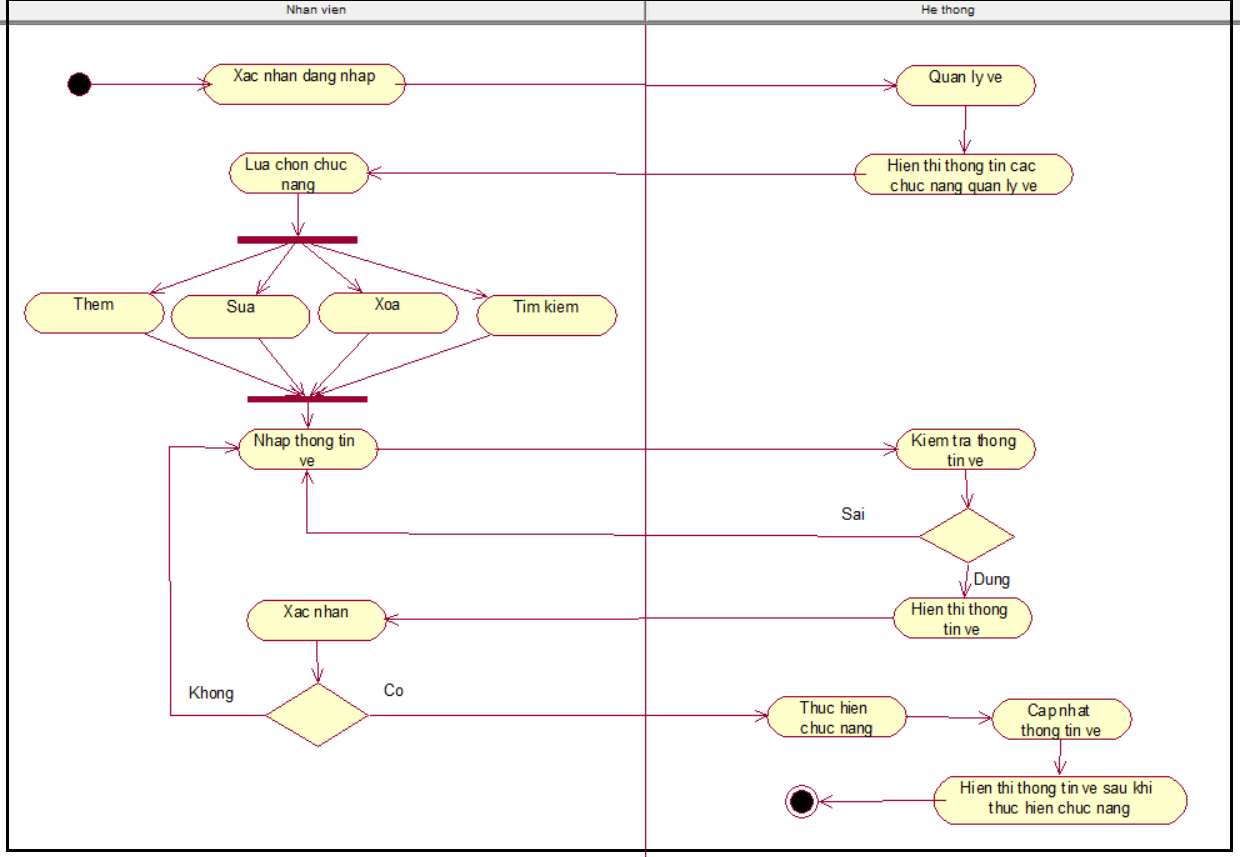 Nhan vien
He thong
Xac nhan dang nhap
Quan ly ve
Lua chon chuc
nang
Hien thi thong tin cac
chuc nang quan ly ve
Them
Sua
Xoa
Tim kiem
Nhap thong tin
ve
Kiem tra thong
tin ve
Sai
Dung
Xac nhan
Hien thi thong
tin ve
Khong
Co
Thuc hien
chuc nang
Cap nhat
thong tin ve
Hien thi thong tin ve sau khi
thuc hien chuc nang